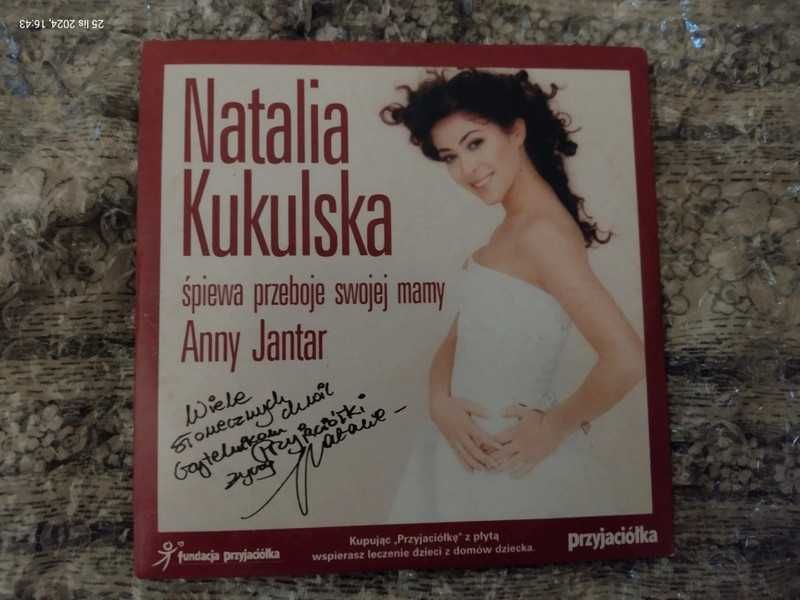 25 lis 2024, 16:43
Natalia
Kukulska
śpiewa przeboje swojej mamy
Anny Jantar
Wiele
słonecznych chwil
Czytelnikom Przyjaciółki
życzy Natalia
fundacja przyjaciółka
Kupując „Przyjaciółkę” z płytą
wspierasz leczenie dzieci z domów dziecka.
przyjaciółka